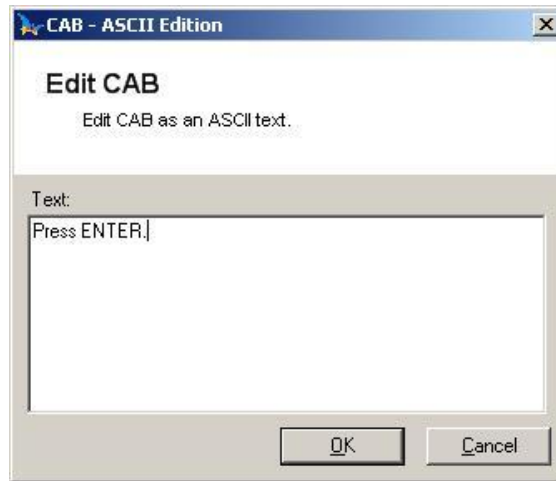 CAB - ASCII Edition
Edit CAB
Edit CAB as an ASCII text.
Text:
Press ENTER.
OK
Cancel